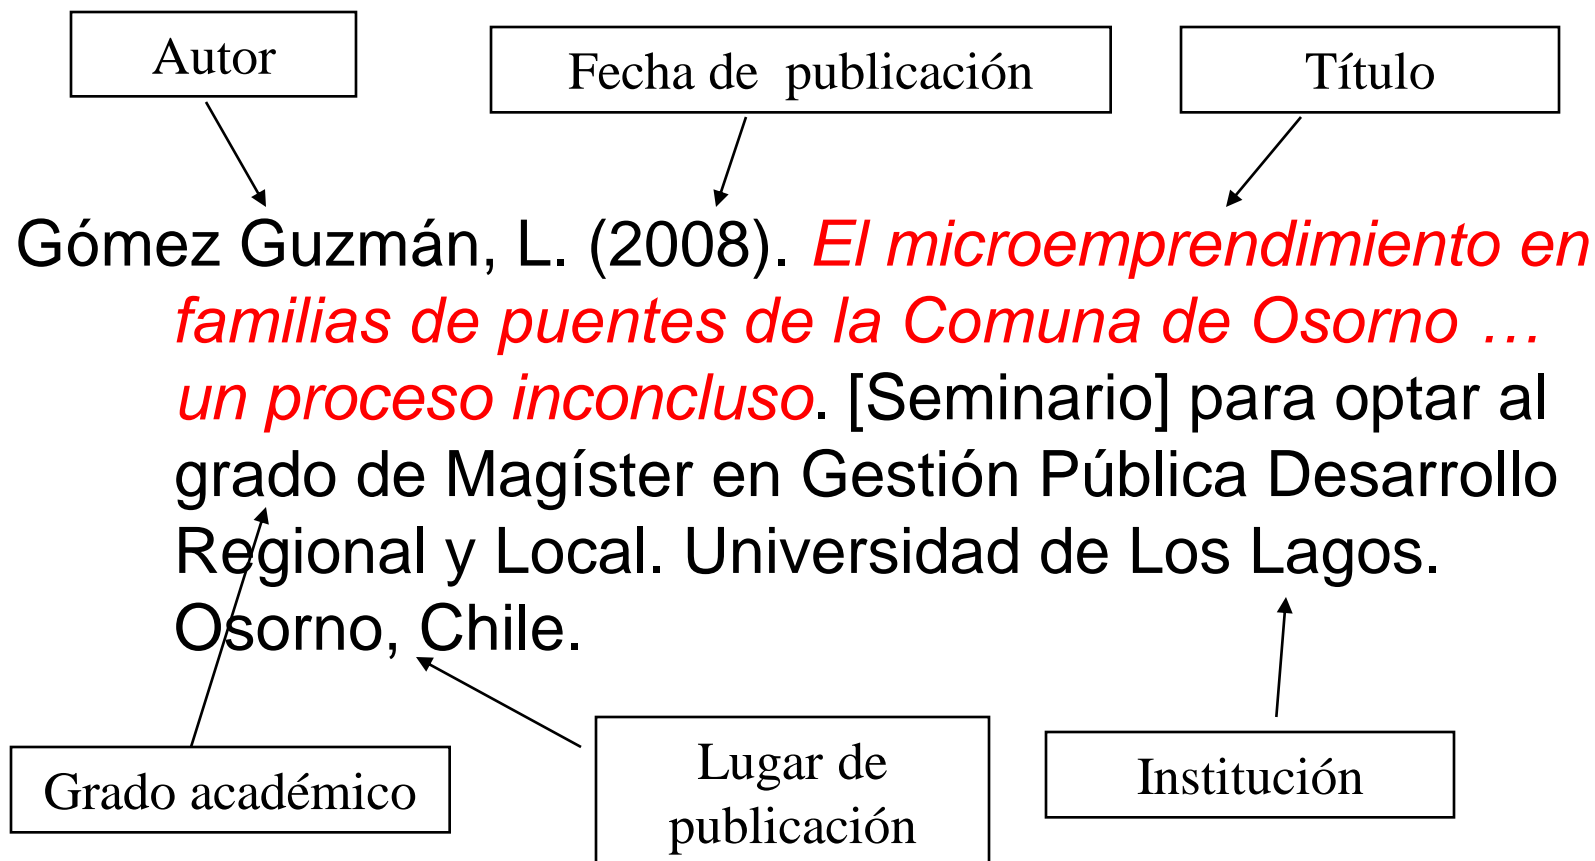 Autor
Fecha de publicación
Título
Gómez Guzmán, L. (2008). El microemprendimiento en
familias de puentes de la Comuna de Osorno …
un proceso inconcluso. [Seminario] para optar al
grado de Magíster en Gestión Pública Desarrollo
Regional y Local. Universidad de Los Lagos.
Osorno, Chile.
Grado académico
Lugar de
publicación
Institución